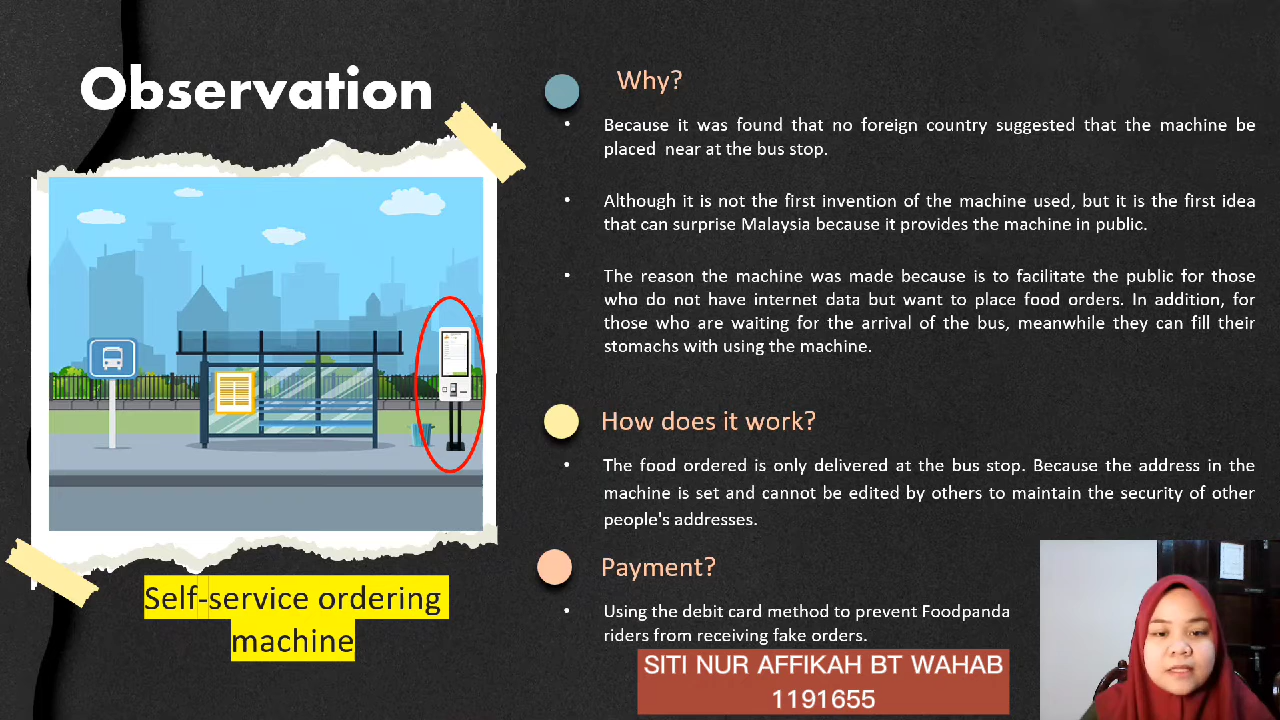 Observation
Self-service ordering
machine
Why?
• Because it was found that no foreign country suggested that the machine be
placed near at the bus stop.
• Although it is not the first invention of the machine used, but it is the first idea
that can surprise Malaysia because it provides the machine in public.
• The reason the machine was made because is to facilitate the public for those
who do not have internet data but want to place food orders. In addition, for
those who are waiting for the arrival of the bus, meanwhile they can fill their
stomachs with using the machine.
How does it work?
• The food ordered is only delivered at the bus stop. Because the address in the
machine is set and cannot be edited by others to maintain the security of other
people's addresses.
Payment?
• Using the debit card method to prevent Foodpanda
riders from receiving fake orders.
SITI NUR AFFIKAH BT WAHAB
1191655